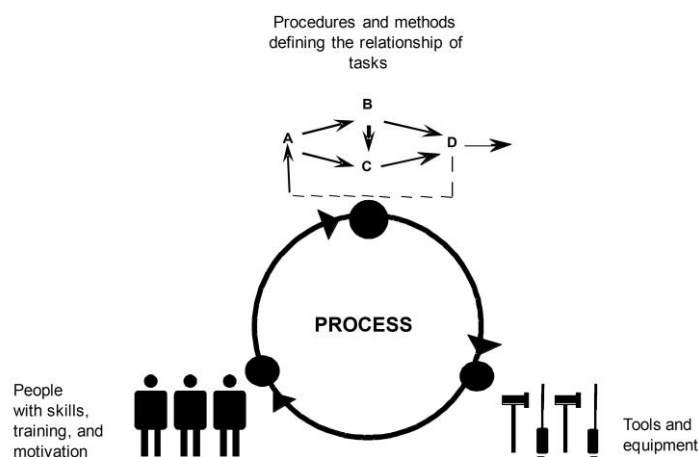 Procedures and methods
defining the relationship of
tasks
B
A
D
C
PROCESS
People
with skills,
training, and
motivation
Tools and
equipment